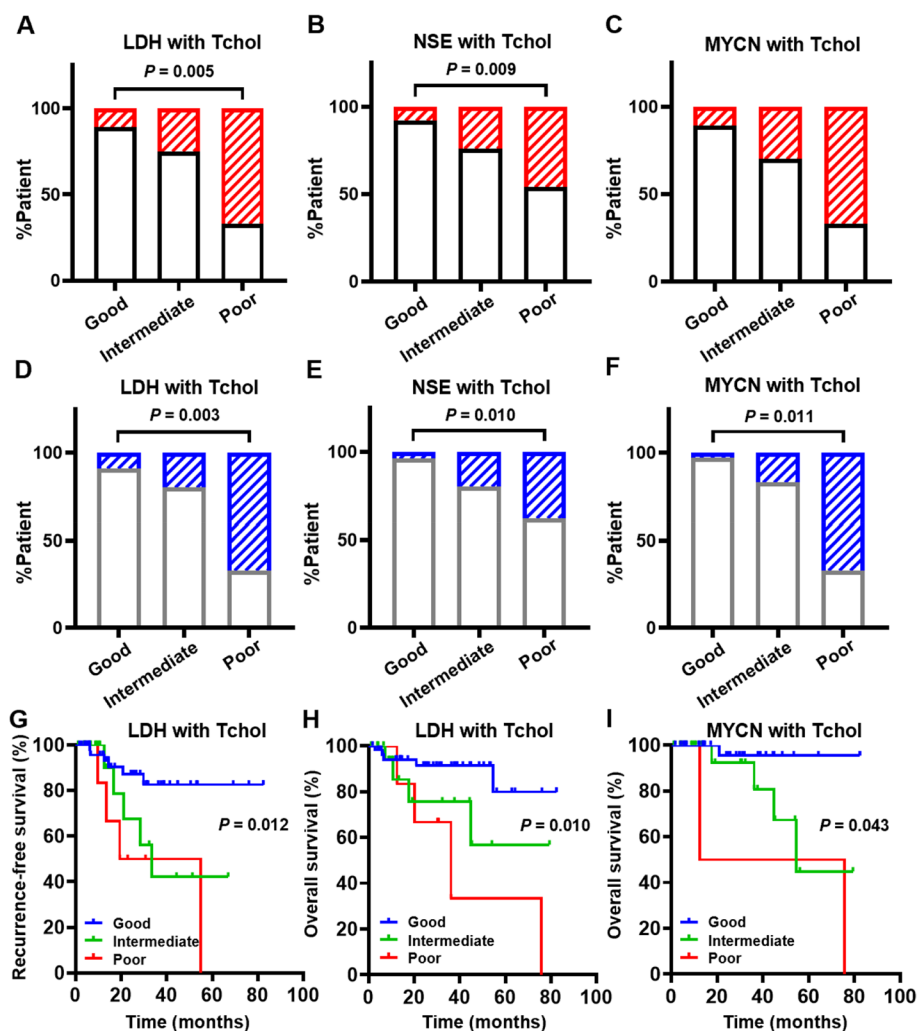 A
LDH with Tchol
P = 0.005
%Patient
100
50
0
Good
Intermediate
Poor
B
NSE with Tchol
P = 0.009
%Patient
100
50
0
Good
Intermediate
Poor
C
MYCN with Tchol
%Patient
100
50
0
Good
Intermediate
Poor
D
LDH with Tchol
P = 0.003
%Patient
100
50
0
Good
Intermediate
Poor
E
NSE with Tchol
P = 0.010
%Patient
100
50
0
Good
Intermediate
Poor
F
MYCN with Tchol
P = 0.011
%Patient
100
50
0
Good
Intermediate
Poor
G
LDH with Tchol
Recurrence-free survival (%)
100
80
60
40
20
0
P = 0.012
Good
Intermediate
Poor
0 20 40 60 80 100
Time (months)
H
LDH with Tchol
Overall survival (%)
100
80
60
40
20
0
P = 0.010
Good
Intermediate
Poor
0 20 40 60 80 100
Time (months)
I
MYCN with Tchol
Overall survival (%)
100
80
60
40
20
0
P = 0.043
Good
Intermediate
Poor
0 20 40 60 80 100
Time (months)